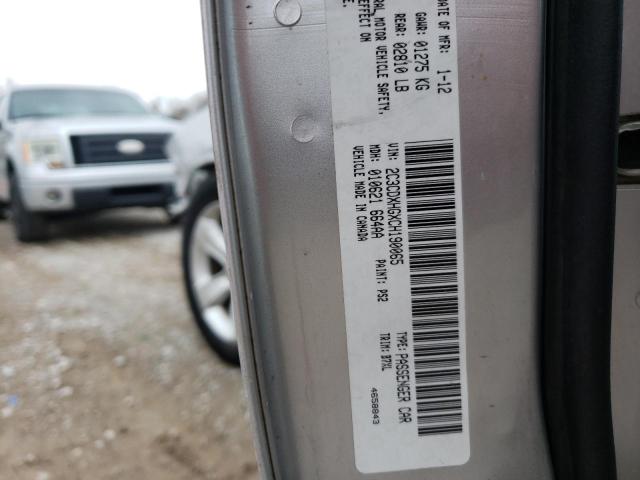 DATE OF MFR: 1-12
GAWR: 01275 KG
REAR: 02810 LB
MOTOR VEHICLE SAFETY,
EFFECT ON
VIN: 2C3CDXHGXCH190065
MDH: 010621 664AA
VEHICLE MADE IN CANADA
PAINT: PS2
TYPE: PASSENGER CAR
TRIM: B7XL
4658843